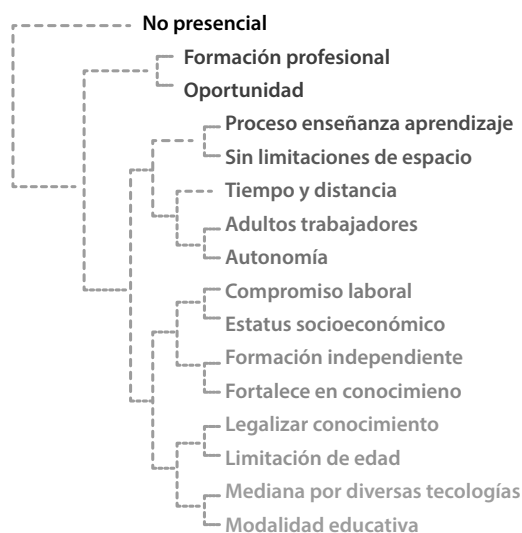 No presencial
Formación profesional
Oportunidad
Proceso enseñanza aprendizaje
Sin limitaciones de espacio
Tiempo y distancia
Adultos trabajadores
Autonomía
Compromiso laboral
Estatus socioeconómico
Formación independiente
Fortalece en conocimieno
Legalizar conocimiento
Limitación de edad
Mediana por diversas tecologías
Modalidad educativa